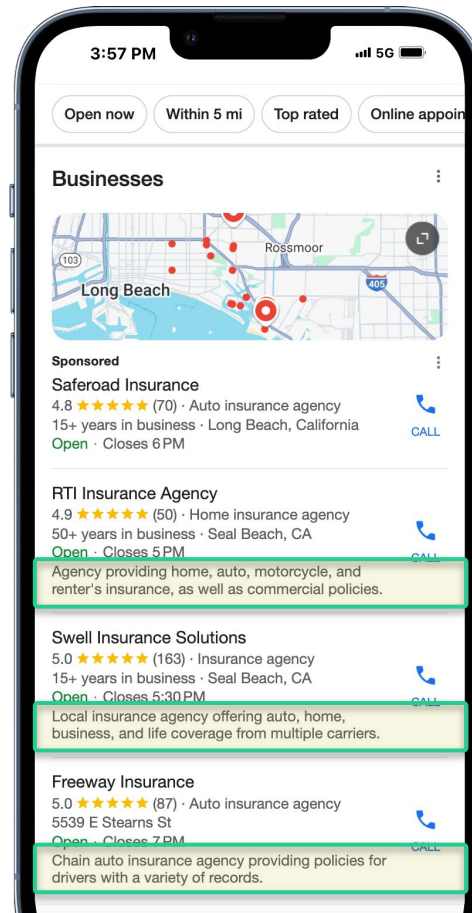 3:57 PM
5G
Open now
Within 5 mi
Top rated
Online appoin
Businesses
Rossmoor
103
Long Beach
405
Sponsored
Saferoad Insurance
4.8 ★★★★★ (70) · Auto insurance agency
15+ years in business · Long Beach, California
Open · Closes 6 PM
CALL
RTI Insurance Agency
4.9 ★★★★★ (50) · Home insurance agency
50+ years in business · Seal Beach, CA
Open · Closes 5 PM
CALL
Agency providing home, auto, motorcycle, and
renter's insurance, as well as commercial policies.
Swell Insurance Solutions
5.0 ★★★★★ (163) · Insurance agency
15+ years in business · Seal Beach, CA
Open · Closes 5:30 PM
CALL
Local insurance agency offering auto, home,
business, and life coverage from multiple carriers.
Freeway Insurance
5.0 ★★★★★ (87) · Auto insurance agency
5539 E Stearns St
Open · Closes 7 PM
CALL
Chain auto insurance agency providing policies for
drivers with a variety of records.